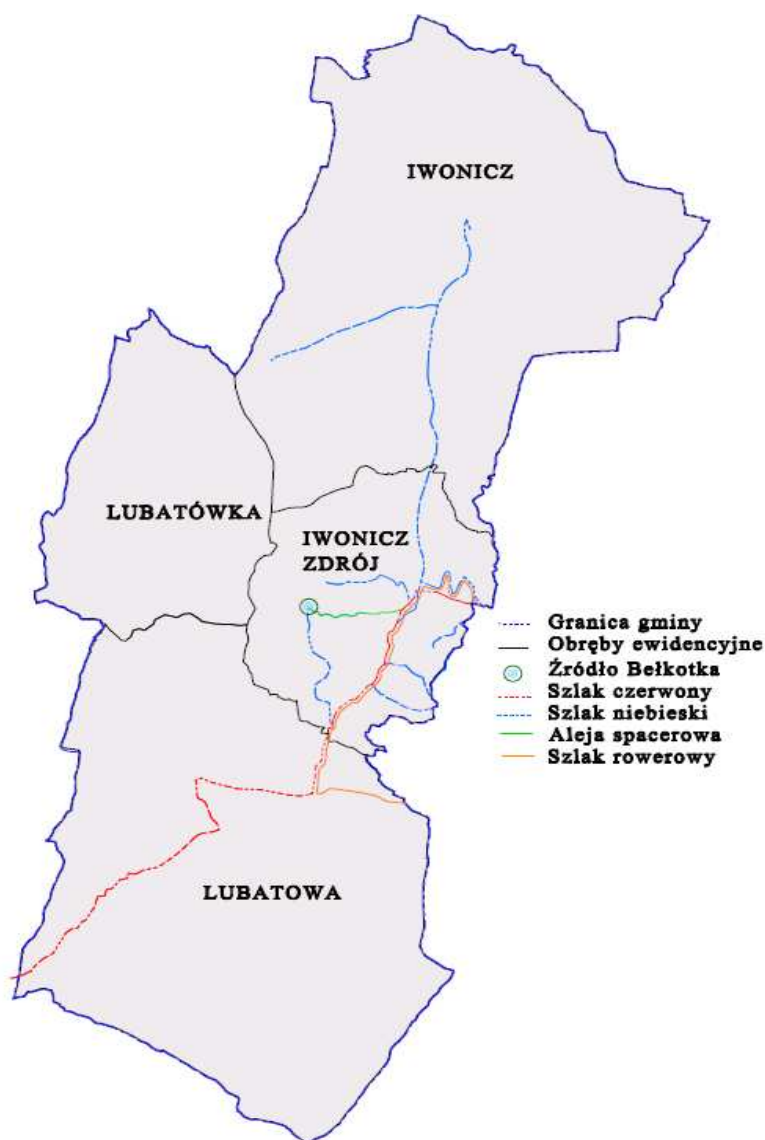 IWONICZ
LUBATÓWKA
IWONICZ
ZDRÓJ
LUBATOWA
Granica gminy
Obręby ewidencyjne
Źródło Bełkotka
Szlak czerwony
Szlak niebieski
Aleja spacerowa
Szlak rowerowy